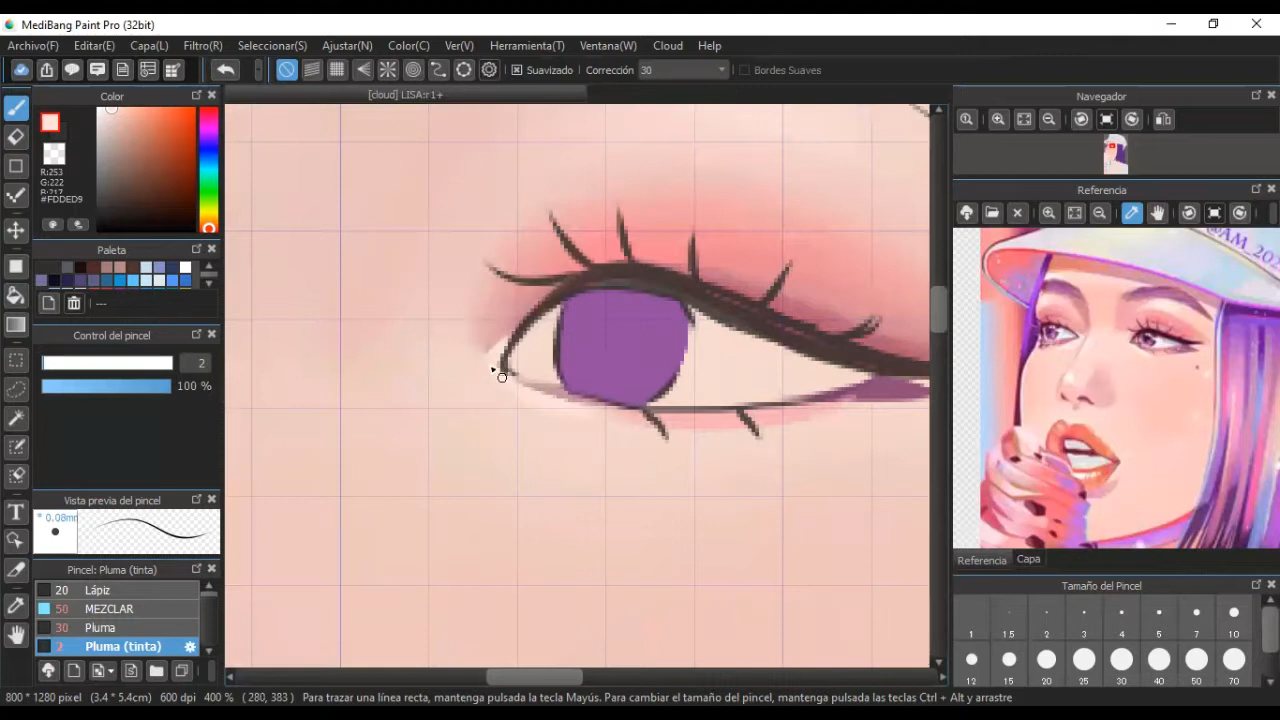 MediBang Paint Pro (32bit)
Archivo(F) Editar(E) Capa(L) Filtro(R) Seleccionar(S) Ajustar(N) Color(C) Ver(V) Herramienta(T) Ventana(W) Cloud Help
Suavizado Corrección 30 Bordes Suaves
Color
[cloud] LISA:r1+
Navegador
R:253
G:222
B:217
#FDDED9
Referencia
Paleta
---
Control del pincel
2
100 %
Vista previa del pincel
* 0.08mm
Pincel: Pluma (tinta)
20 Lápiz
50 MEZCLAR
30 Pluma
2 Pluma (tinta)
@AM_20
Referencia Capa
Tamaño del Pincel
1 1.5 2 3 4 5 7 10
12 15 20 25 30 40 50 70
800 * 1280 pixel (3.4 * 5.4cm) 600 dpi 400 % ( 280, 383 ) Para trazar una línea recta, mantenga pulsada la tecla Mayús. Para cambiar el tamaño del pincel, mantenga pulsada las teclas Ctrl + Alt y arrastre